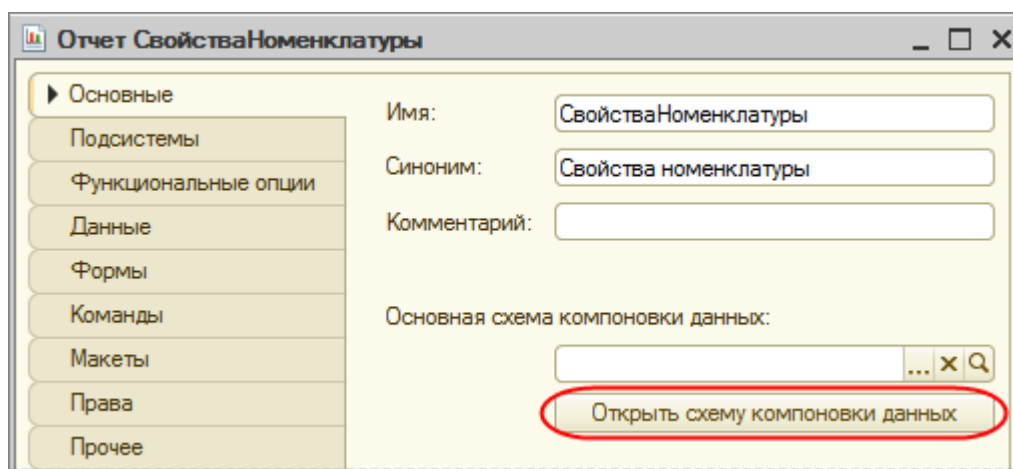 Отчет СвойстваНоменклатуры
Основные
Подсистемы
Функциональные опции
Данные
Формы
Команды
Макеты
Права
Прочее
Имя: СвойстваНоменклатуры
Синоним: Свойства номенклатуры
Комментарий:
Основная схема компоновки данных:
...
Открыть схему компоновки данных